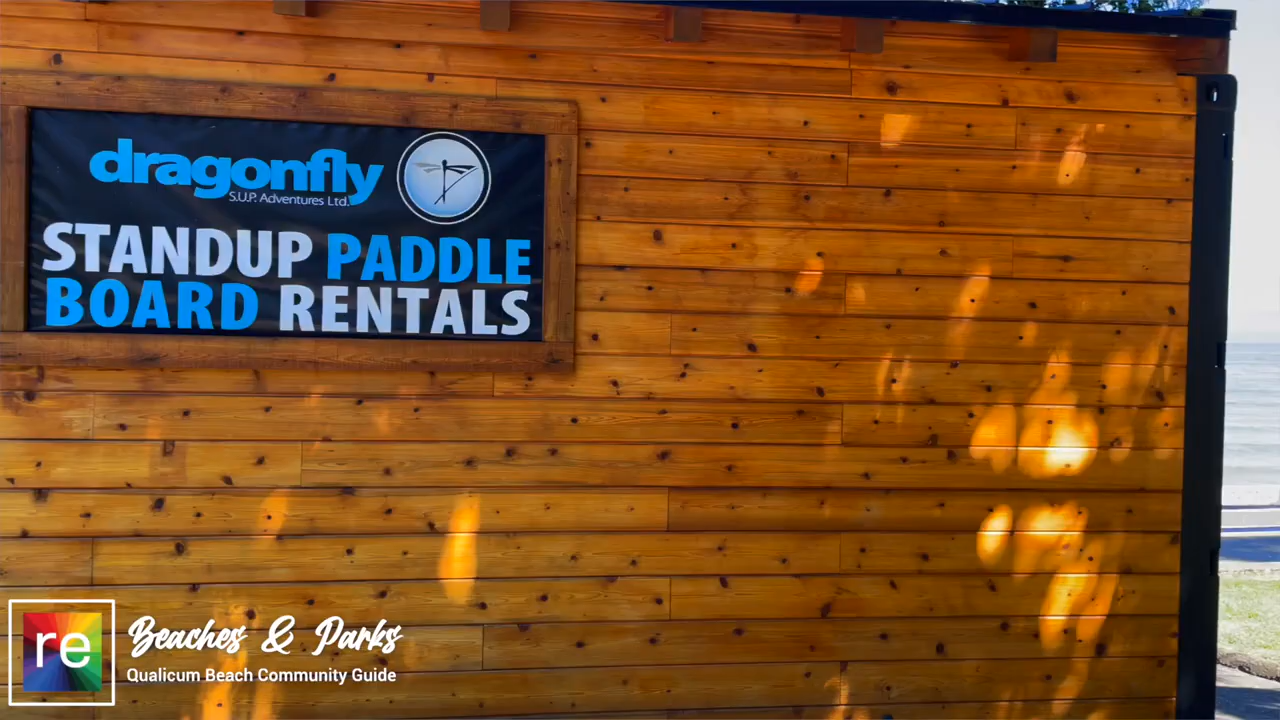 dragonfly
S.U.P. Adventures Ltd.
STANDUP PADDLE
BOARD RENTALS
re
Beaches & Parks
Qualicum Beach Community Guide